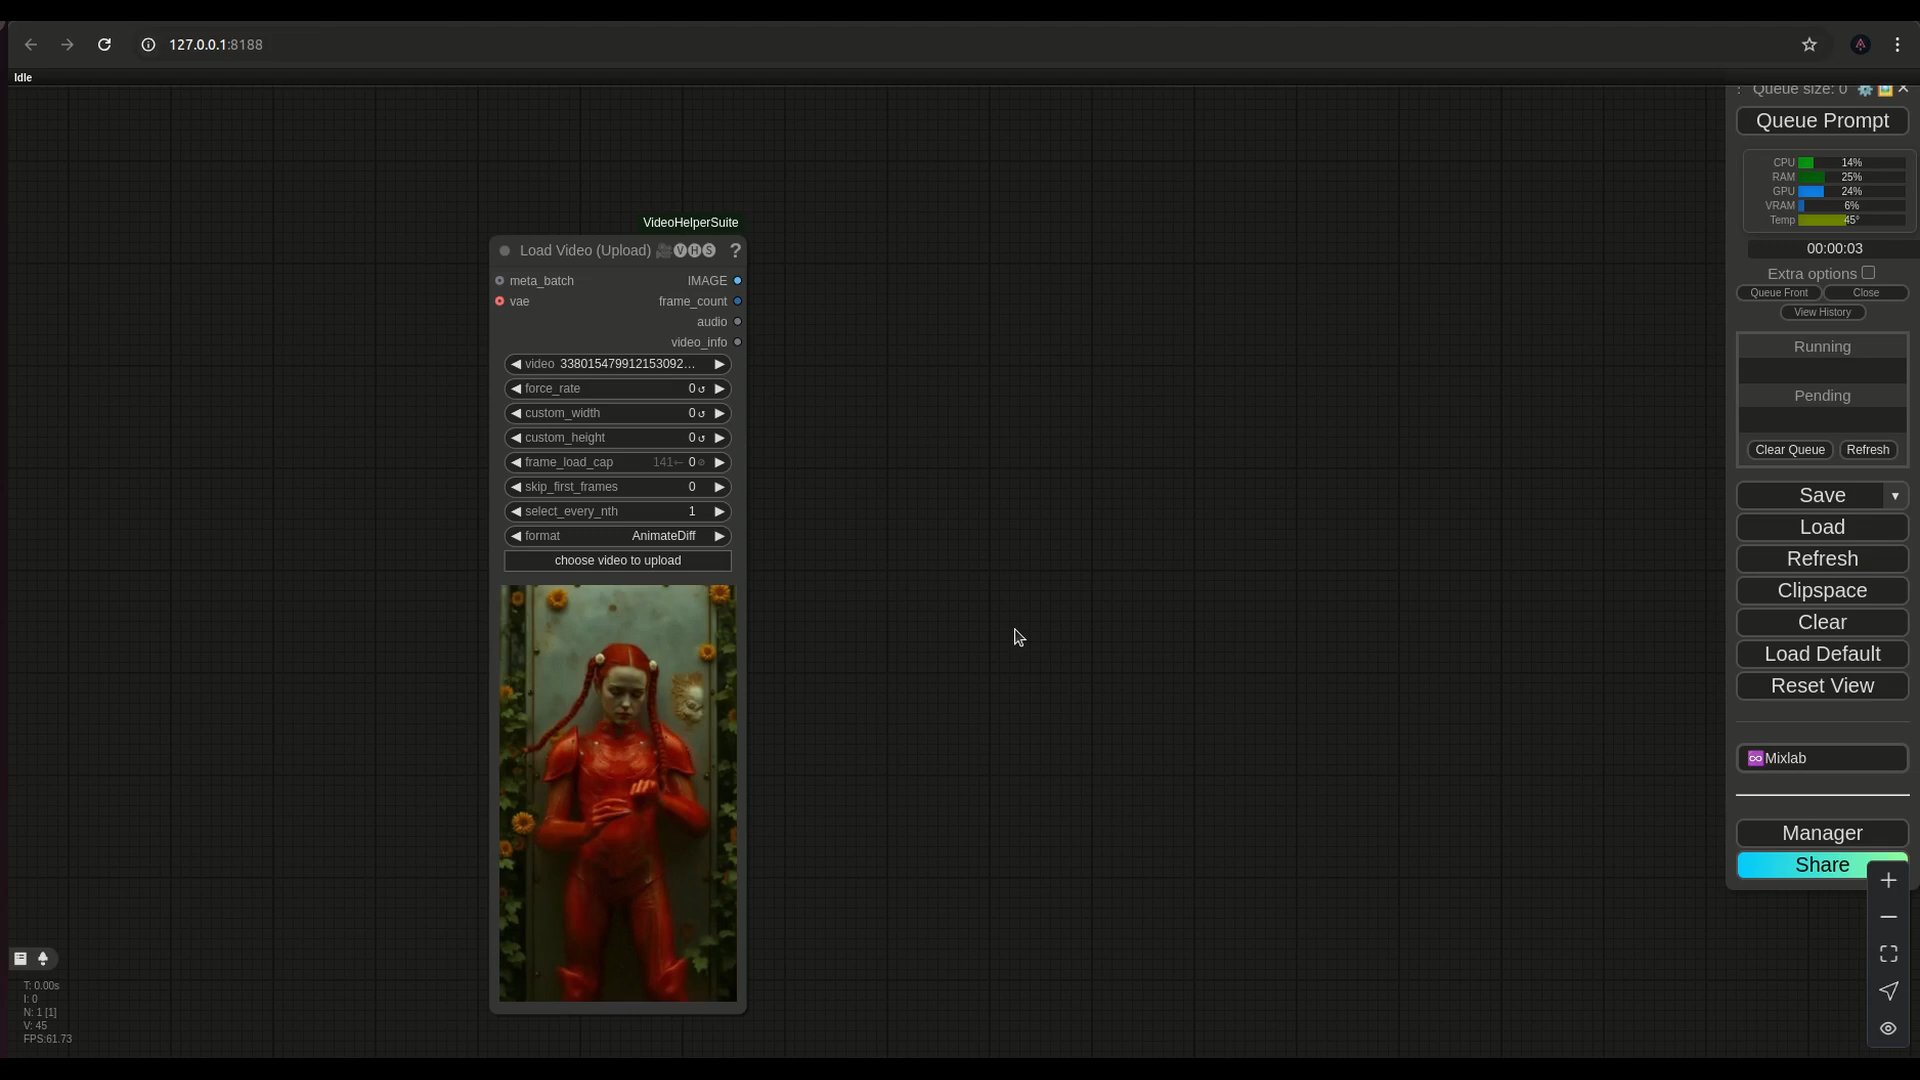 127.0.0.1:8188
Idle
Queue size: 0
Queue Prompt
CPU 14%
RAM 25%
GPU 24%
VRAM 6%
Temp 45°
00:00:03
Extra options
Queue Front Close
View History
Running
Pending
Clear Queue Refresh
Save ▼
Load
Refresh
Clipspace
Clear
Load Default
Reset View
Mixlab
Manager
Share
VideoHelperSuite
Load Video (Upload) 🎥🅥🅗🅢 ?
meta_batch IMAGE
vae frame_count
audio
video_info
video 338015479912153092...
force_rate 0↺
custom_width 0↺
custom_height 0↺
frame_load_cap 141← 0⊘
skip_first_frames 0
select_every_nth 1
format AnimateDiff
choose video to upload
T: 0.00s
I: 0
N: 1 [1]
V: 45
FPS:61.73